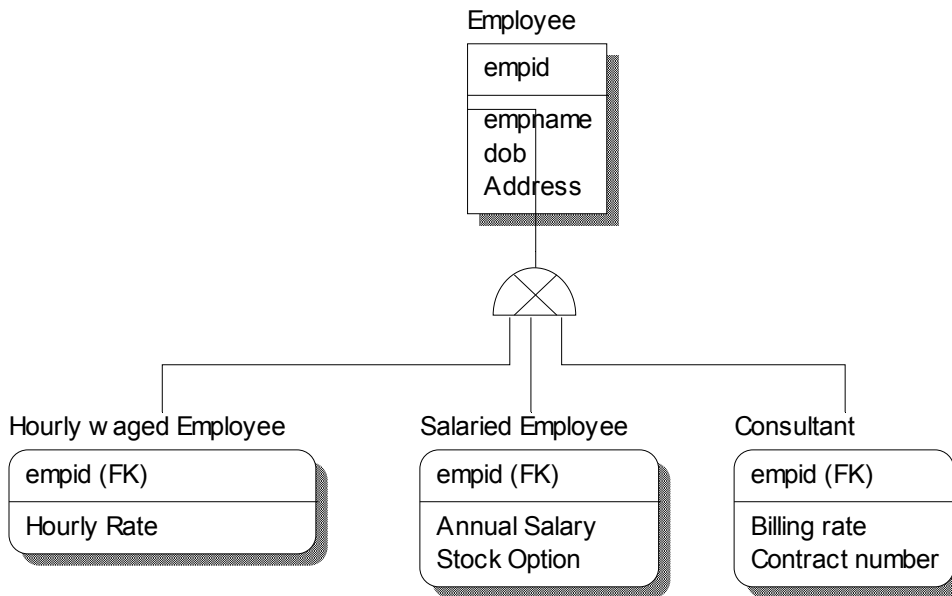 Employee
empid
empname
dob
Address
Hourly waged Employee
empid (FK)
Hourly Rate
Salaried Employee
empid (FK)
Annual Salary
Stock Option
Consultant
empid (FK)
Billing rate
Contract number